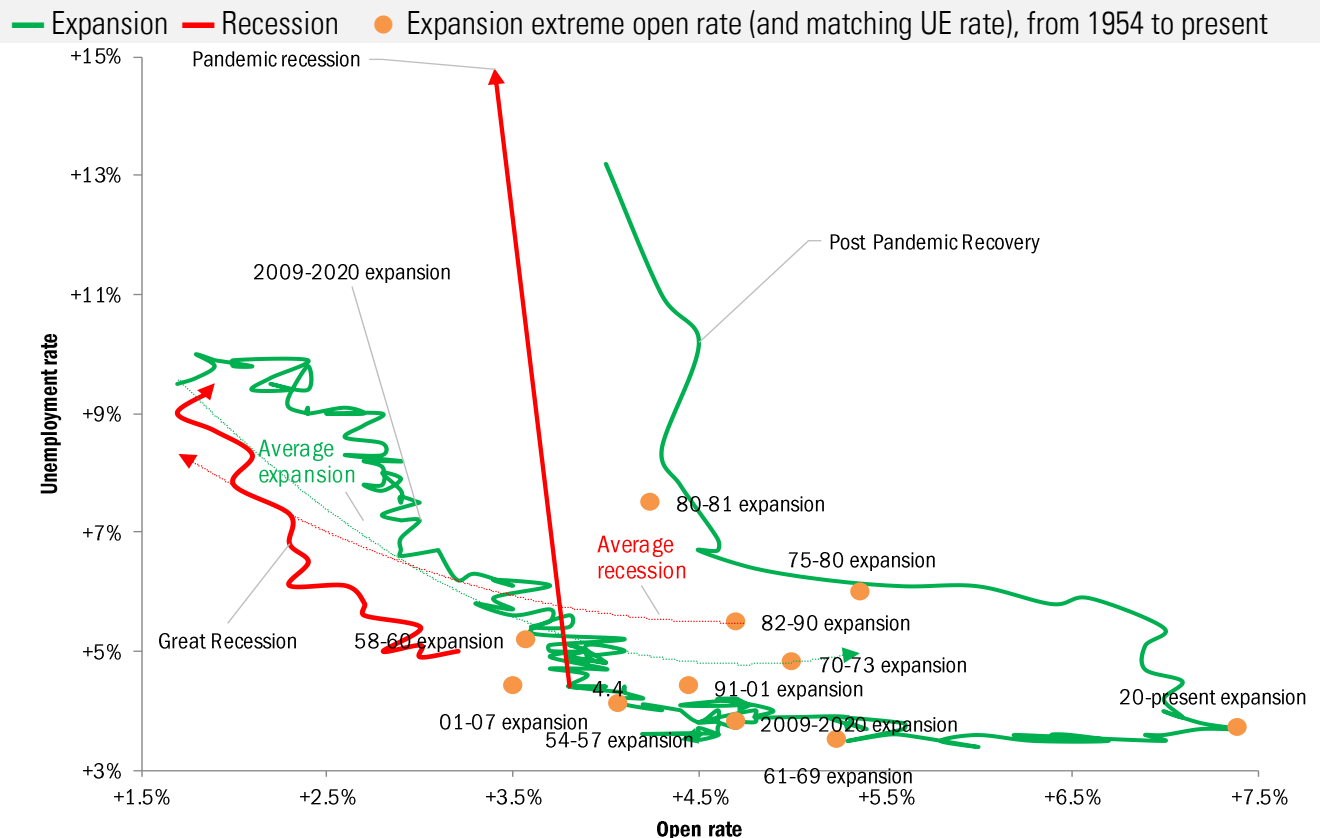 Expansion Recession Expansion extreme open rate (and matching UE rate), from 1954 to present
+15%
Pandemic recession
+13%
Post Pandemic Recovery
2009-2020 expansion
+11%
Unemployment rate
+9%
Average
expansion
80-81 expansion
+7%
Average
recession
75-80 expansion
82-90 expansion
Great Recession
58-60 expansion
+5%
70-73 expansion
4.4
91-01 expansion
20-present expansion
01-07 expansion
2009-2020 expansion
54-57 expansion
+3%
61-69 expansion
+1.5% +2.5% +3.5% +4.5% +5.5% +6.5% +7.5%
Open rate